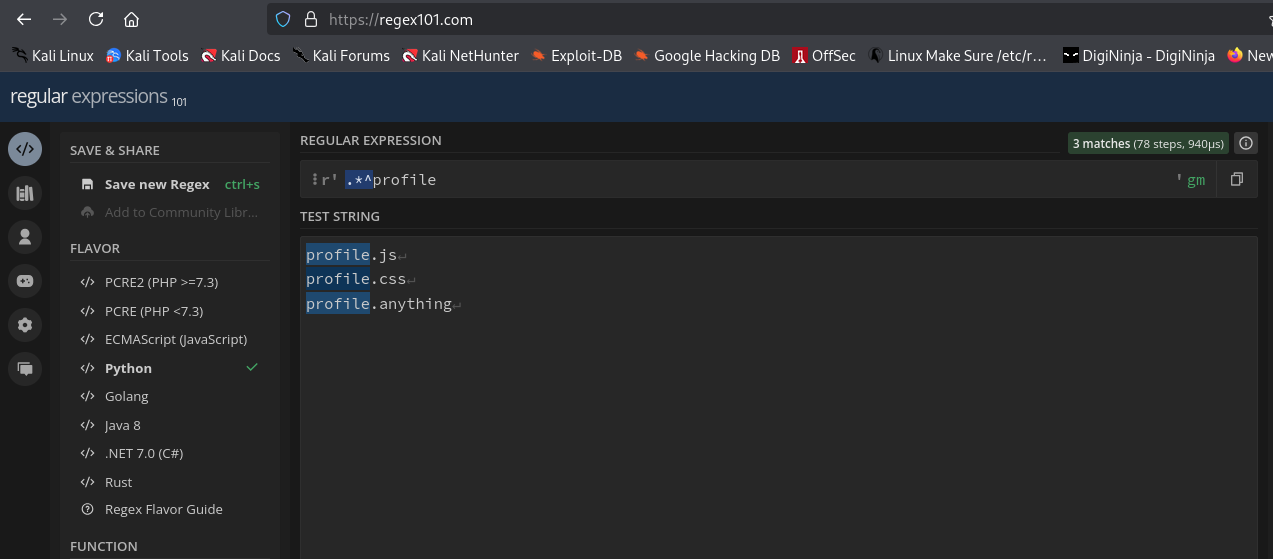 https://regex101.com
Kali Linux Kali Tools Kali Docs Kali Forums Kali NetHunter Exploit-DB Google Hacking DB OffSec Linux Make Sure /etc/r… DigiNinja - DigiNinja New
regular expressions 101
SAVE & SHARE
Save new Regex ctrl+s
Add to Community Libr…
FLAVOR
PCRE2 (PHP >=7.3)
PCRE (PHP <7.3)
ECMAScript (JavaScript)
Python
Golang
Java 8
.NET 7.0 (C#)
Rust
Regex Flavor Guide
FUNCTION
REGULAR EXPRESSION
3 matches (78 steps, 940μs)
r' .*^profile ' gm
TEST STRING
profile.js↵
profile.css↵
profile.anything↵